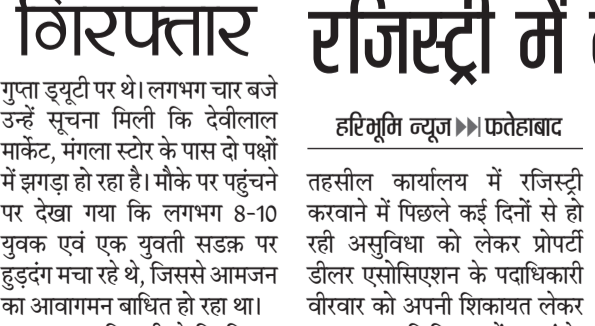 गिरफ्तार
गुप्ता ड्यूटी पर थे। लगभग चार बजे
उन्हें सूचना मिली कि देवीलाल
मार्केट, मंगला स्टोर के पास दो पक्षों
में झगड़ा हो रहा है। मौके पर पहुंचने
पर देखा गया कि लगभग 8-10
युवक एवं एक युवती सडक़ पर
हुड़दंग मचा रहे थे, जिससे आमजन
का आवागमन बाधित हो रहा था।
रजिस्ट्री में
हरिभूमि न्यूज फतेहाबाद
तहसील कार्यालय में रजिस्ट्री
करवाने में पिछले कई दिनों से हो
रही असुविधा को लेकर प्रोपर्टी
डीलर एसोसिएशन के पदाधिकारी
वीरवार को अपनी शिकायत लेकर